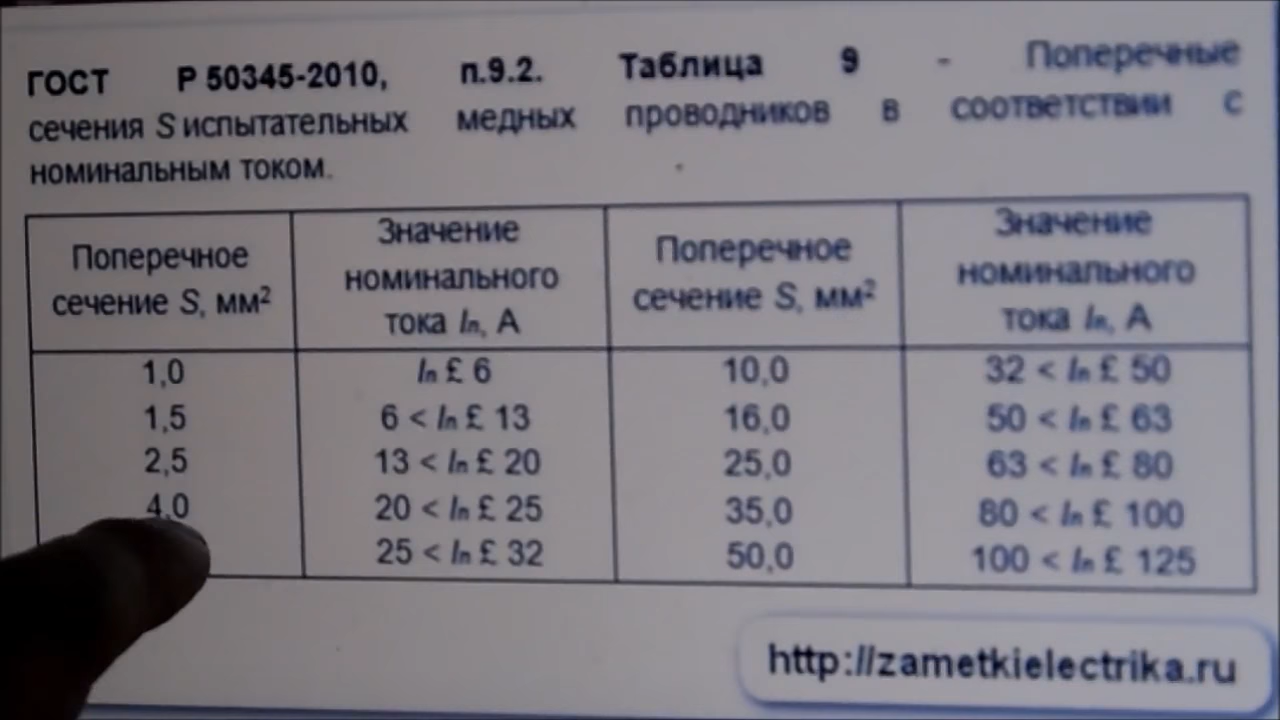 ГОСТ Р 50345-2010, п.9.2. Таблица 9 - Поперечные
сечения S испытательных медных проводников в соответствии с
номинальным током.
Поперечное
сечение S, мм²
Значение
номинального
тока In, А
Поперечное
сечение S, мм²
Значение
номинального
тока In, А
1,0 In £ 6 10,0 32 < In £ 50
1,5 6 < In £ 13 16,0 50 < In £ 63
2,5 13 < In £ 20 25,0 63 < In £ 80
4,0 20 < In £ 25 35,0 80 < In £ 100
25 < In £ 32 50,0 100 < In £ 125
http://zametkielectrika.ru